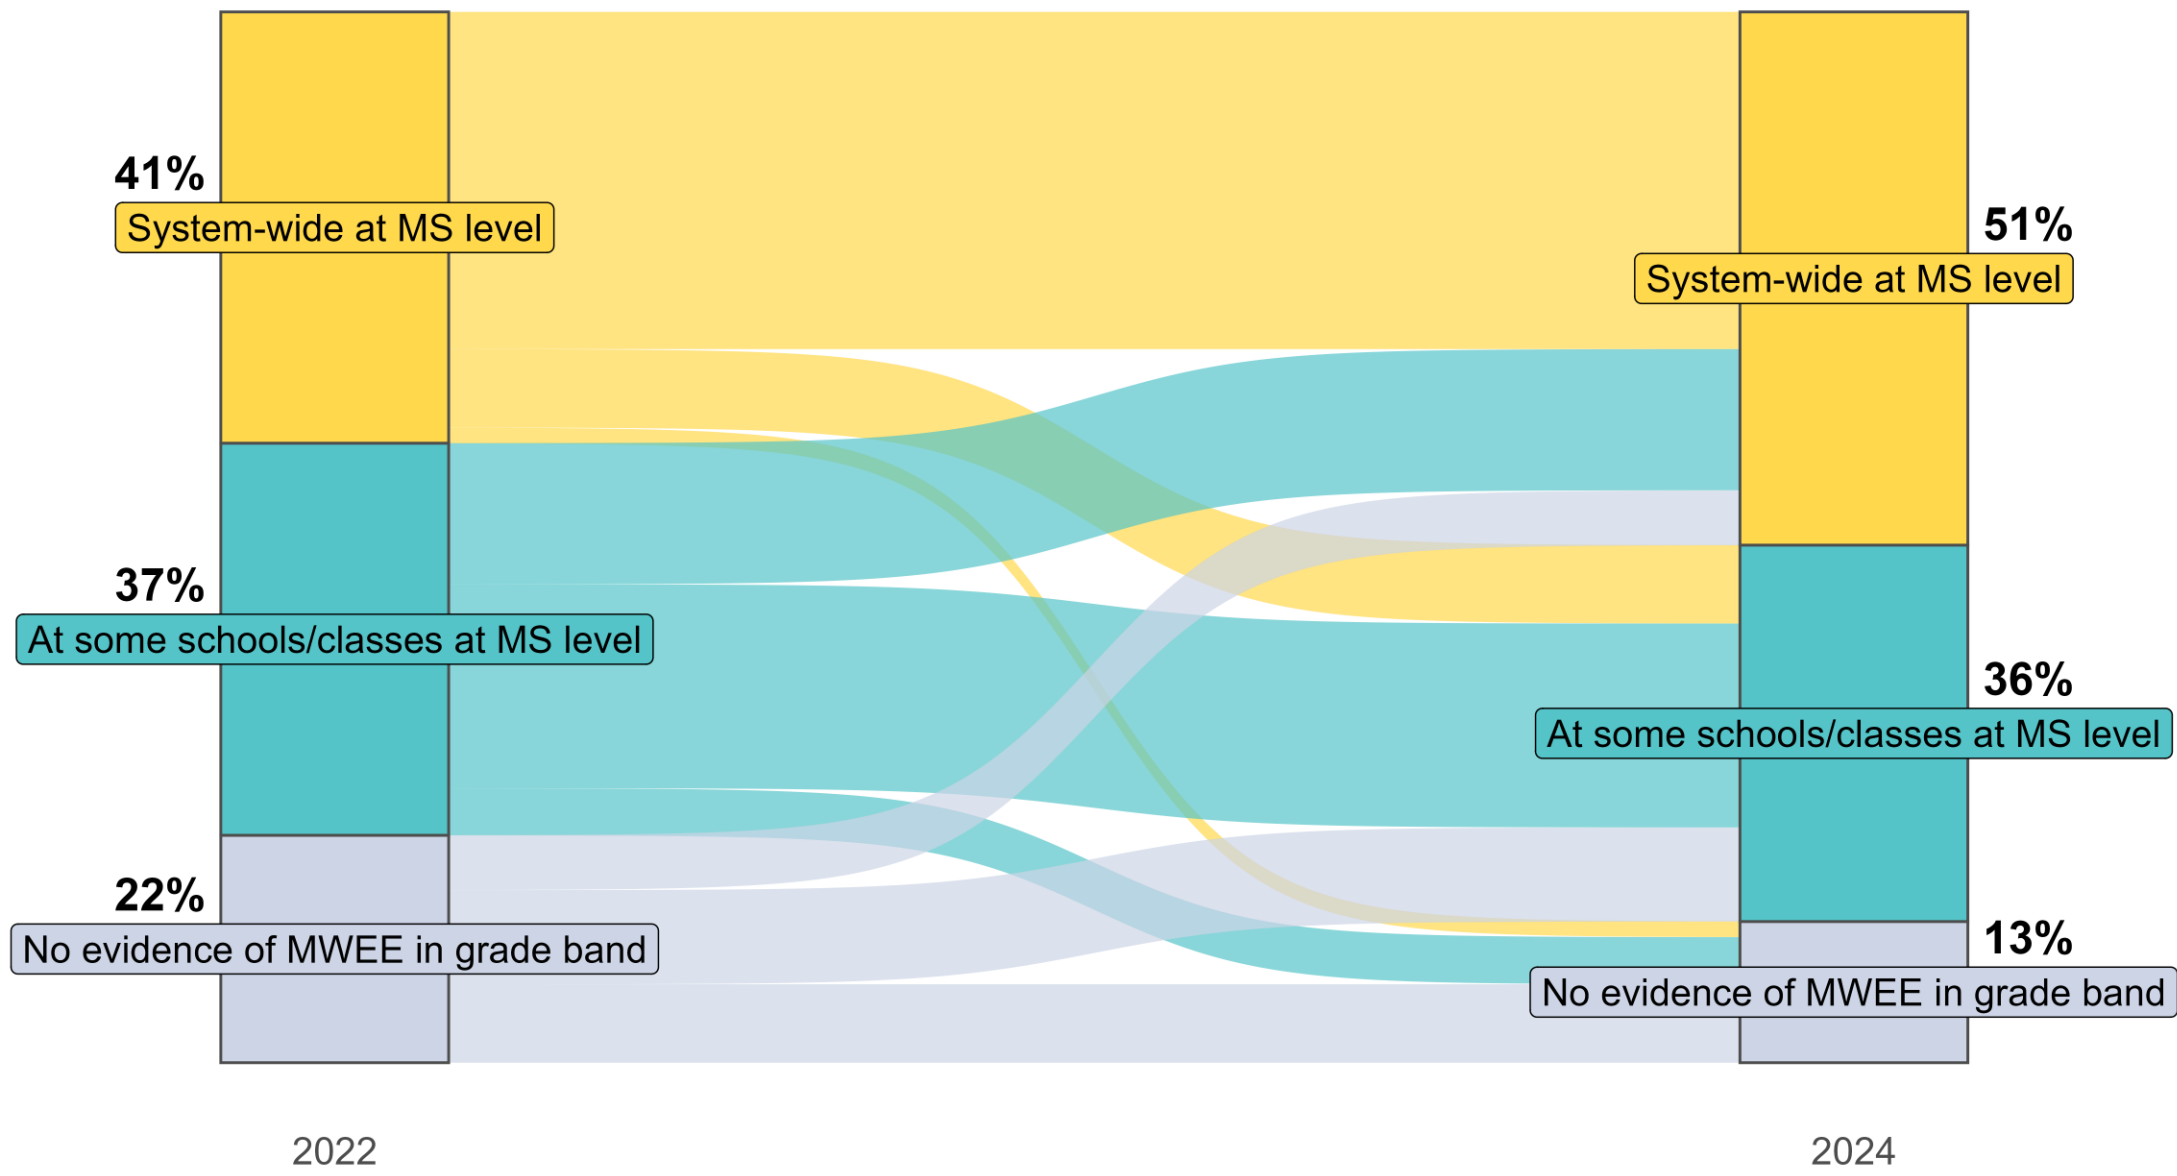 41%
System-wide at MS level
51%
System-wide at MS level
37%
At some schools/classes at MS level
36%
At some schools/classes at MS level
22%
No evidence of MWEE in grade band
13%
No evidence of MWEE in grade band
2022
2024